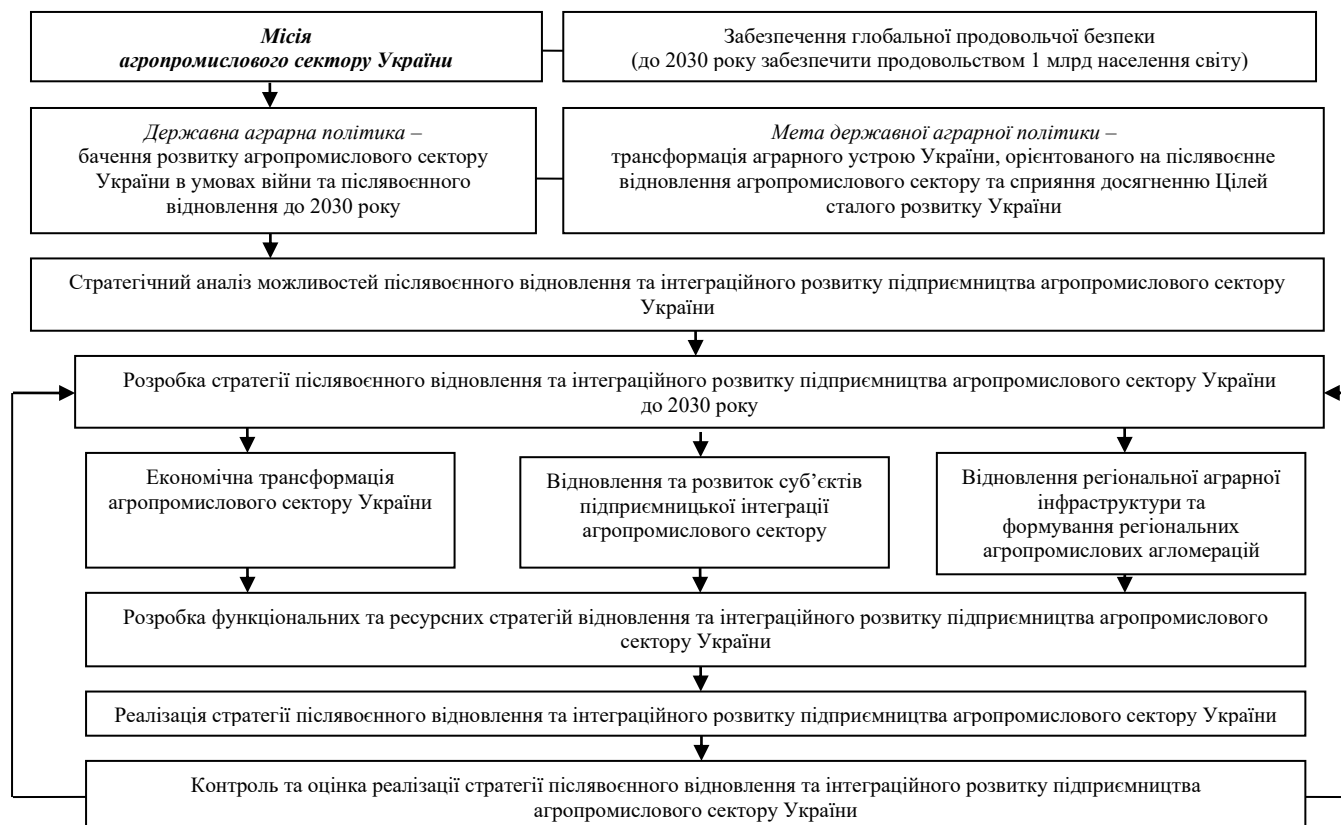 Місія
агропромислового сектору України
Забезпечення глобальної продовольчої безпеки
(до 2030 року забезпечити продовольством 1 млрд населення світу)
Державна аграрна політика –
бачення розвитку агропромислового сектору
України в умовах війни та післявоєнного
відновлення до 2030 року
Мета державної аграрної політики –
трансформація аграрного устрою України, орієнтованого на післявоєнне
відновлення агропромислового сектору та сприяння досягненню Цілей
сталого розвитку України
Стратегічний аналіз можливостей післявоєнного відновлення та інтеграційного розвитку підприємництва агропромислового сектору
України
Розробка стратегії післявоєнного відновлення та інтеграційного розвитку підприємництва агропромислового сектору України
до 2030 року
Економічна трансформація
агропромислового сектору України
Відновлення та розвиток суб’єктів
підприємницької інтеграції
агропромислового сектору
Відновлення регіональної аграрної
інфраструктури та
формування регіональних
агропромислових агломерацій
Розробка функціональних та ресурсних стратегій відновлення та інтеграційного розвитку підприємництва агропромислового
сектору України
Реалізація стратегії післявоєнного відновлення та інтеграційного розвитку підприємництва агропромислового сектору України
Контроль та оцінка реалізації стратегії післявоєнного відновлення та інтеграційного розвитку підприємництва
агропромислового сектору України